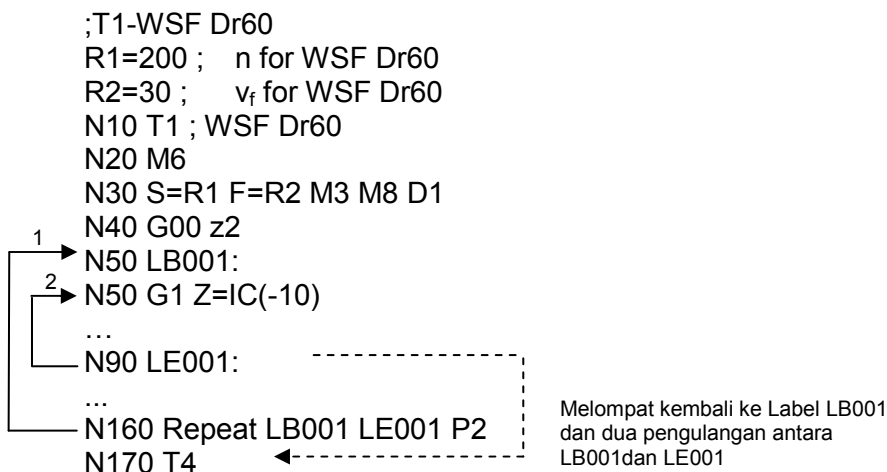 ;T1-WSF Dr60
R1=200 ; n for WSF Dr60
R2=30 ; vf for WSF Dr60
N10 T1 ; WSF Dr60
N20 M6
N30 S=R1 F=R2 M3 M8 D1
N40 G00 z2
1
N50 LB001:
2
N50 G1 Z=IC(-10)
…
N90 LE001:
...
N160 Repeat LB001 LE001 P2
N170 T4
Melompat kembali ke Label LB001
dan dua pengulangan antara
LB001dan LE001